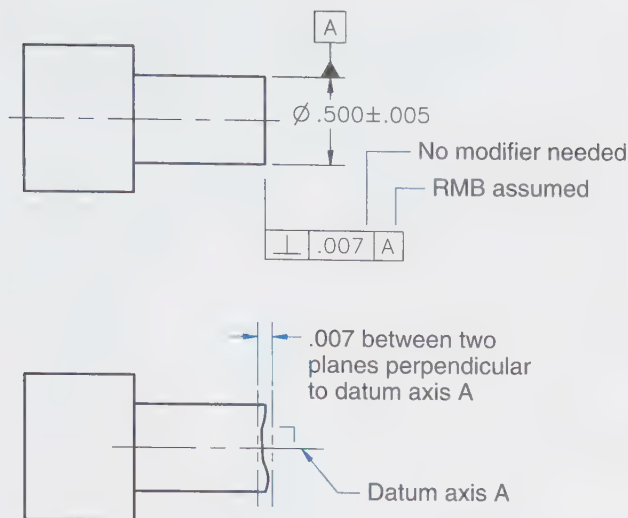 A
Ø.500±.005
No modifier needed
RMB assumed
⊥ .007 A
.007 between two
planes perpendicular
to datum axis A
Datum axis A